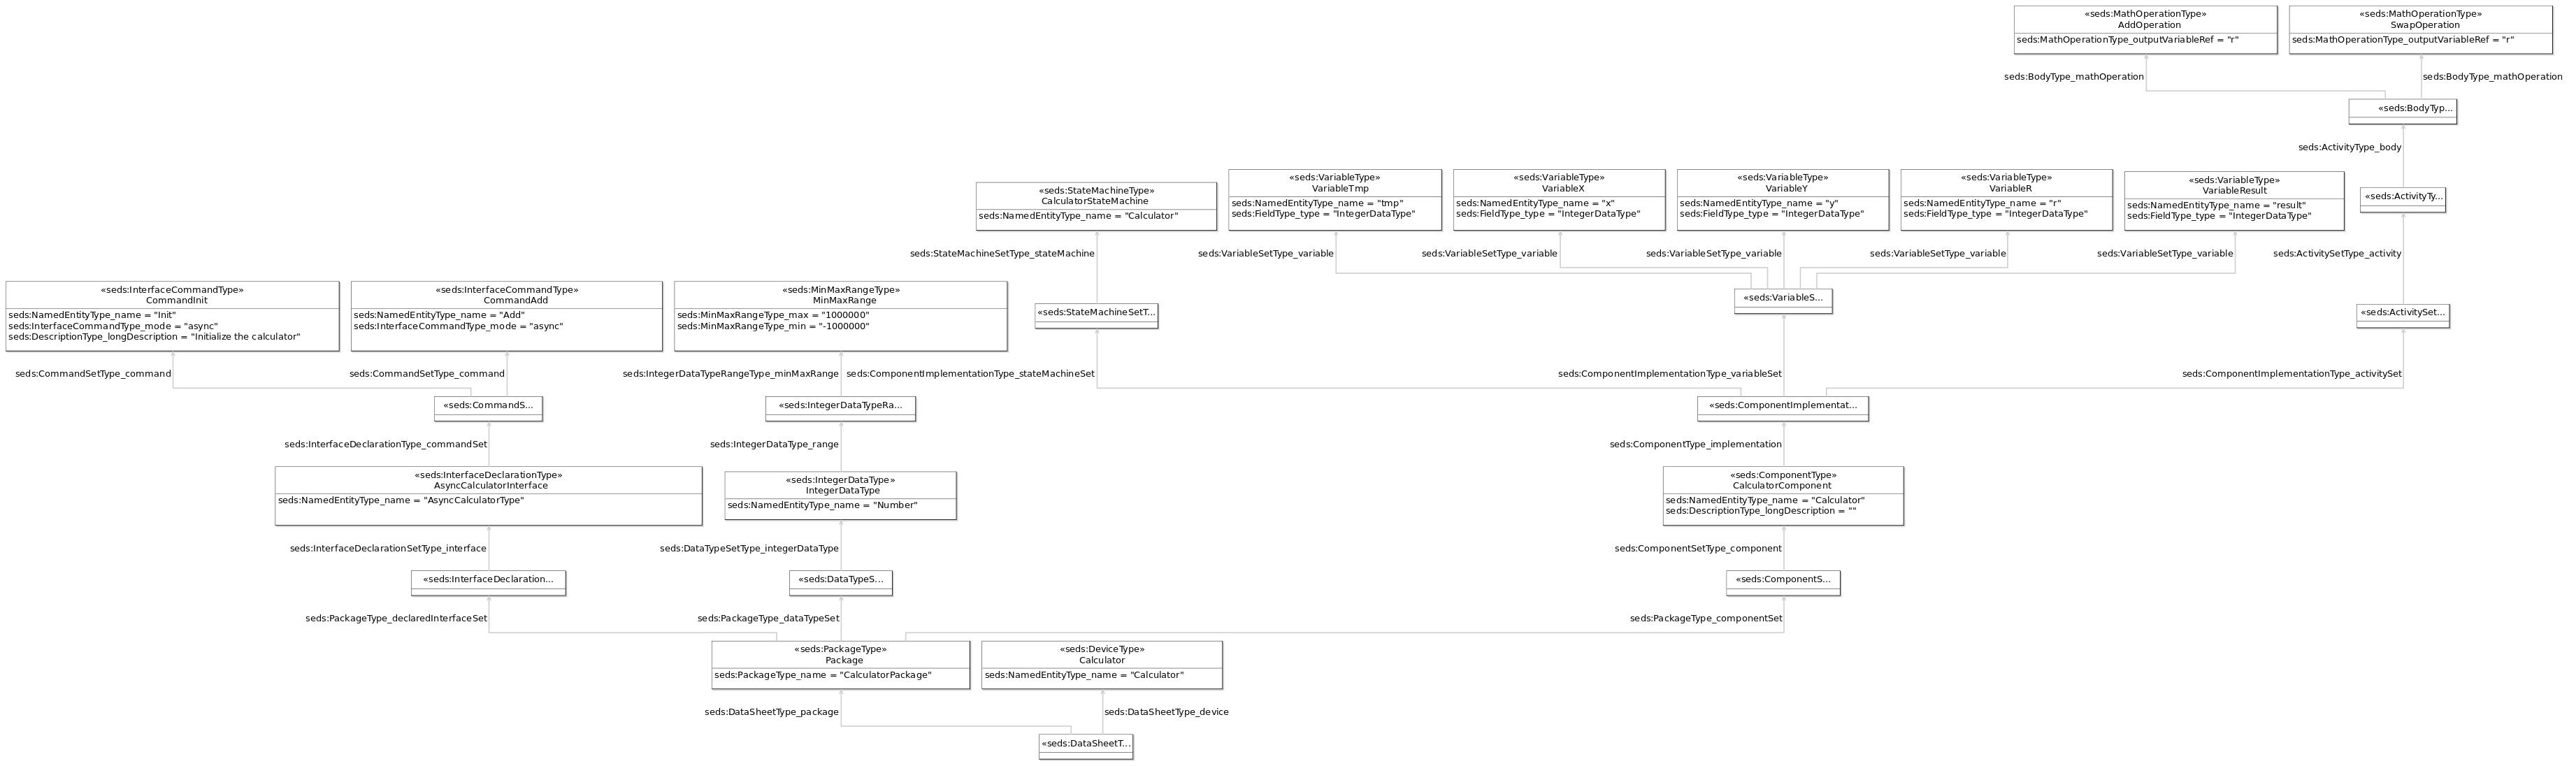 «seds:MathOperationType»
AddOperation
seds:MathOperationType_outputVariableRef = "r"
«seds:MathOperationType»
SwapOperation
seds:MathOperationType_outputVariableRef = "r"
seds:BodyType_mathOperation
seds:BodyType_mathOperation
«seds:BodyTyp...
seds:ActivityType_body
«seds:StateMachineType»
CalculatorStateMachine
seds:NamedEntityType_name = "Calculator"
«seds:VariableType»
VariableTmp
seds:NamedEntityType_name = "tmp"
seds:FieldType_type = "IntegerDataType"
«seds:VariableType»
VariableX
seds:NamedEntityType_name = "x"
seds:FieldType_type = "IntegerDataType"
«seds:VariableType»
VariableY
seds:NamedEntityType_name = "y"
seds:FieldType_type = "IntegerDataType"
«seds:VariableType»
VariableR
seds:NamedEntityType_name = "r"
seds:FieldType_type = "IntegerDataType"
«seds:VariableType»
VariableResult
seds:NamedEntityType_name = "result"
seds:FieldType_type = "IntegerDataType"
«seds:ActivityTy...
seds:StateMachineSetType_stateMachine
seds:VariableSetType_variable
seds:VariableSetType_variable
seds:VariableSetType_variable
seds:VariableSetType_variable
seds:VariableSetType_variable
seds:ActivitySetType_activity
«seds:InterfaceCommandType»
CommandInit
seds:NamedEntityType_name = "Init"
seds:InterfaceCommandType_mode = "async"
seds:DescriptionType_longDescription = "Initialize the calculator"
«seds:InterfaceCommandType»
CommandAdd
seds:NamedEntityType_name = "Add"
seds:InterfaceCommandType_mode = "async"
«seds:MinMaxRangeType»
MinMaxRange
seds:MinMaxRangeType_max = "1000000"
seds:MinMaxRangeType_min = "-1000000"
«seds:StateMachineSetT...
«seds:VariableS...
«seds:ActivitySet...
seds:CommandSetType_command
seds:CommandSetType_command
seds:IntegerDataTypeRangeType_minMaxRange
seds:ComponentImplementationType_stateMachineSet
seds:ComponentImplementationType_variableSet
seds:ComponentImplementationType_activitySet
«seds:CommandS...
«seds:IntegerDataTypeRa...
«seds:ComponentImplementat...
seds:InterfaceDeclarationType_commandSet
seds:IntegerDataType_range
seds:ComponentType_implementation
«seds:InterfaceDeclarationType»
AsyncCalculatorInterface
seds:NamedEntityType_name = "AsyncCalculatorType"
«seds:IntegerDataType»
IntegerDataType
seds:NamedEntityType_name = "Number"
«seds:ComponentType»
CalculatorComponent
seds:NamedEntityType_name = "Calculator"
seds:DescriptionType_longDescription = ""
seds:InterfaceDeclarationSetType_interface
seds:DataTypeSetType_integerDataType
seds:ComponentSetType_component
«seds:InterfaceDeclaration...
«seds:DataTypeS...
«seds:ComponentS...
seds:PackageType_declaredInterfaceSet
seds:PackageType_dataTypeSet
seds:PackageType_componentSet
«seds:PackageType»
Package
seds:PackageType_name = "CalculatorPackage"
«seds:DeviceType»
Calculator
seds:NamedEntityType_name = "Calculator"
seds:DataSheetType_package
seds:DataSheetType_device
«seds:DataSheetT...